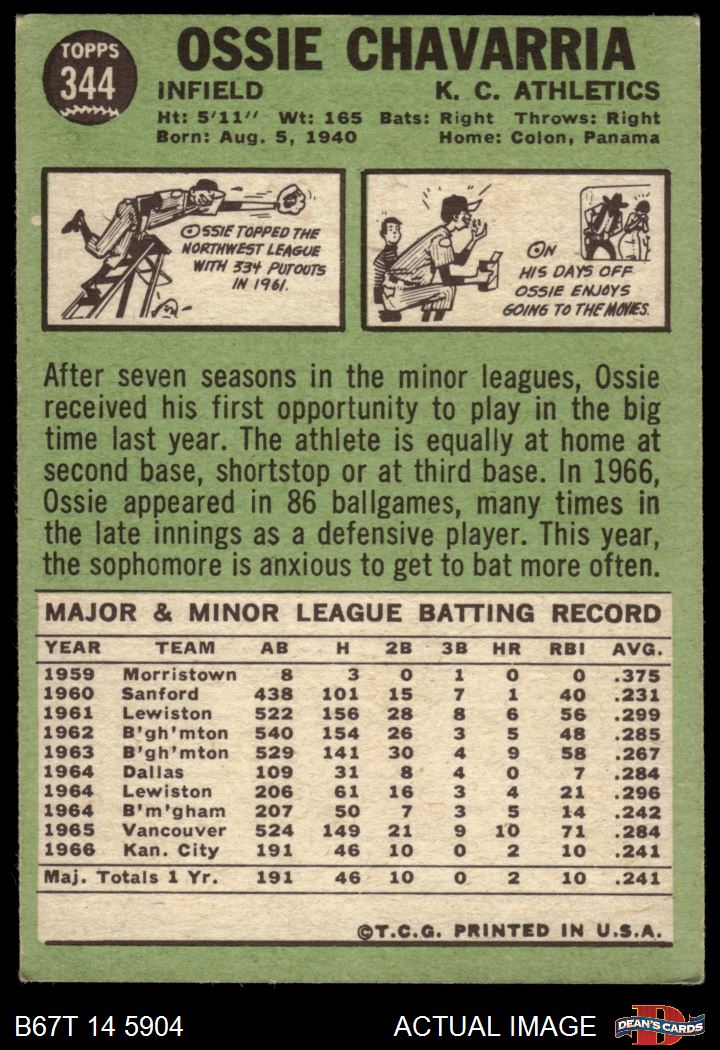 TOPPS
344
OSSIE CHAVARRIA
INFIELD K. C. ATHLETICS
Ht: 5'11" Wt: 165 Bats: Right Throws: Right
Born: Aug. 5, 1940 Home: Colon, Panama
OSSIE TOPPED THE
NORTHWEST LEAGUE
WITH 334 PUTOUTS
IN 1961.
ON
HIS DAYS OFF
OSSIE ENJOYS
GOING TO THE MOVIES.
After seven seasons in the minor leagues, Ossie
received his first opportunity to play in the big
time last year. The athlete is equally at home at
second base, shortstop or at third base. In 1966,
Ossie appeared in 86 ballgames, many times in
the late innings as a defensive player. This year,
the sophomore is anxious to get to bat more often.
MAJOR & MINOR LEAGUE BATTING RECORD
YEAR TEAM AB H 2B 3B HR RBI AVG.
1959 Morristown 8 3 0 1 0 0 .375
1960 Sanford 438 101 15 7 1 40 .231
1961 Lewiston 522 156 28 8 6 56 .299
1962 B'gh'mton 540 154 26 3 5 48 .285
1963 B'gh'mton 529 141 30 4 9 58 .267
1964 Dallas 109 31 8 4 0 7 .284
1964 Lewiston 206 61 16 3 4 21 .296
1964 B'm'gham 207 50 7 3 5 14 .242
1965 Vancouver 524 149 21 9 10 71 .284
1966 Kan. City 191 46 10 0 2 10 .241
Maj. Totals 1 Yr. 191 46 10 0 2 10 .241
©T.C.G. PRINTED IN U.S.A.
B67T 14 5904 ACTUAL IMAGE
DEAN'S CARDS